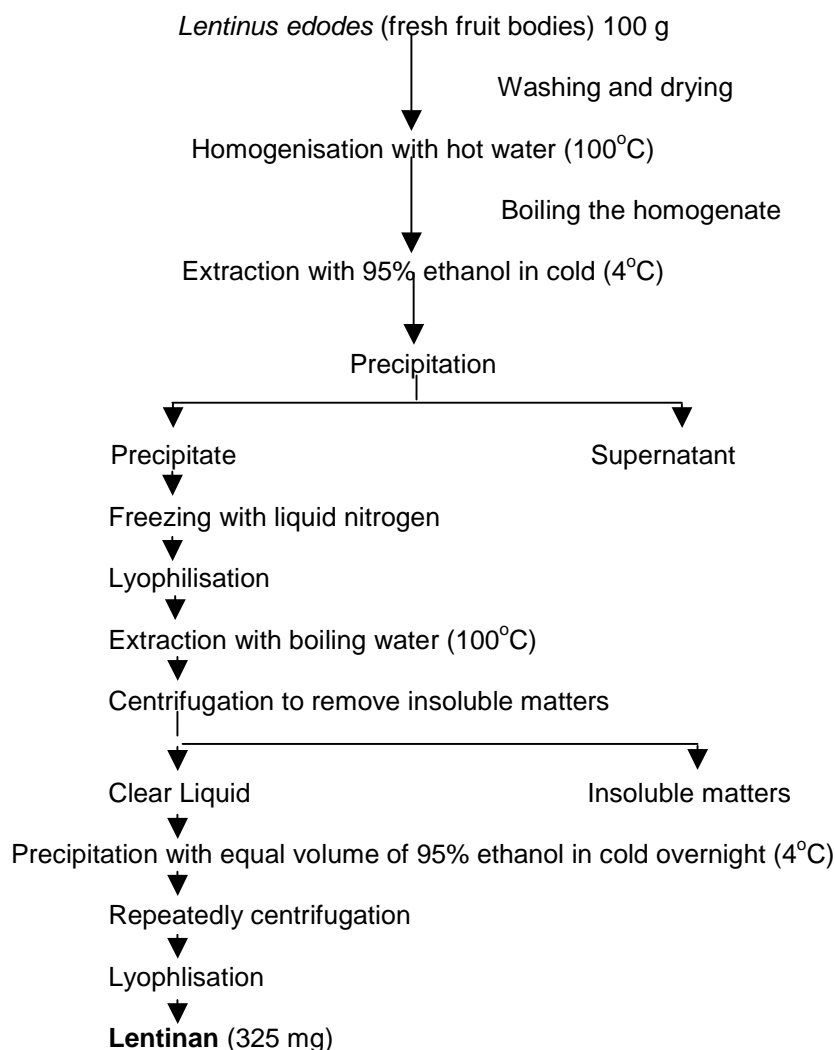 Lentinus edodes (fresh fruit bodies) 100 g
Washing and drying
Homogenisation with hot water (100°C)
Boiling the homogenate
Extraction with 95% ethanol in cold (4°C)
Precipitation
Precipitate Supernatant
Freezing with liquid nitrogen
Lyophilisation
Extraction with boiling water (100°C)
Centrifugation to remove insoluble matters
Clear Liquid Insoluble matters
Precipitation with equal volume of 95% ethanol in cold overnight (4°C)
Repeatedly centrifugation
Lyophlisation
Lentinan (325 mg)